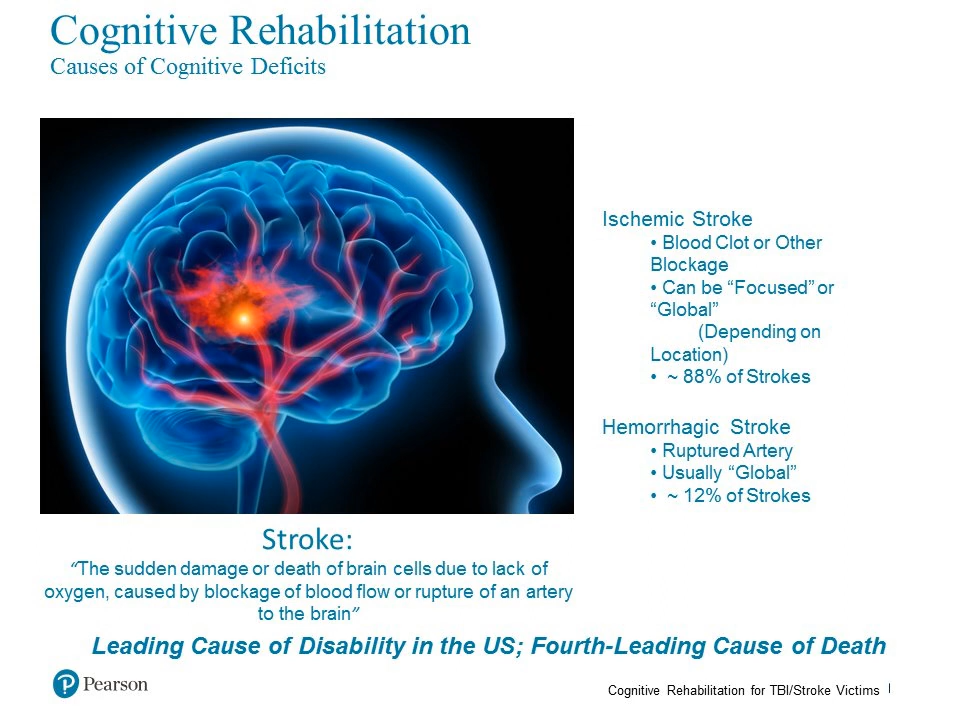 Cognitive Rehabilitation
Causes of Cognitive Deficits
Ischemic Stroke
• Blood Clot or Other
Blockage
• Can be “Focused” or
“Global”
(Depending on
Location)
• ~ 88% of Strokes
Hemorrhagic Stroke
• Ruptured Artery
• Usually “Global”
• ~ 12% of Strokes
Stroke:
“The sudden damage or death of brain cells due to lack of
oxygen, caused by blockage of blood flow or rupture of an artery
to the brain”
Leading Cause of Disability in the US; Fourth-Leading Cause of Death
Pearson
Cognitive Rehabilitation for TBI/Stroke Victims |